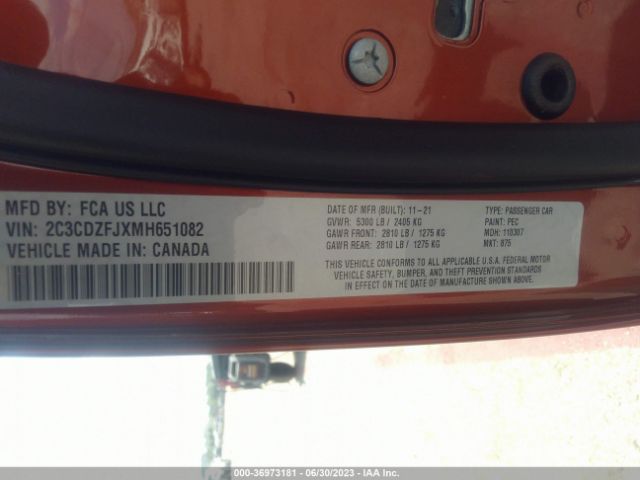 MFD BY: FCA US LLC
VIN: 2C3CDZFJXMH651082
VEHICLE MADE IN: CANADA
DATE OF MFR (BUILT): 11-21
GVWR: 5300 LB / 2405 KG
GAWR FRONT: 2810 LB / 1275 KG
GAWR REAR: 2810 LB / 1275 KG
TYPE: PASSENGER CAR
PAINT: PEC
MDH: 110307
MKT: 875
THIS VEHICLE CONFORMS TO ALL APPLICABLE U.S.A. FEDERAL MOTOR
VEHICLE SAFETY, BUMPER, AND THEFT PREVENTION STANDARDS
IN EFFECT ON THE DATE OF MANUFACTURE SHOWN ABOVE.
000-36973181 - 06/30/2023 - IAA Inc.